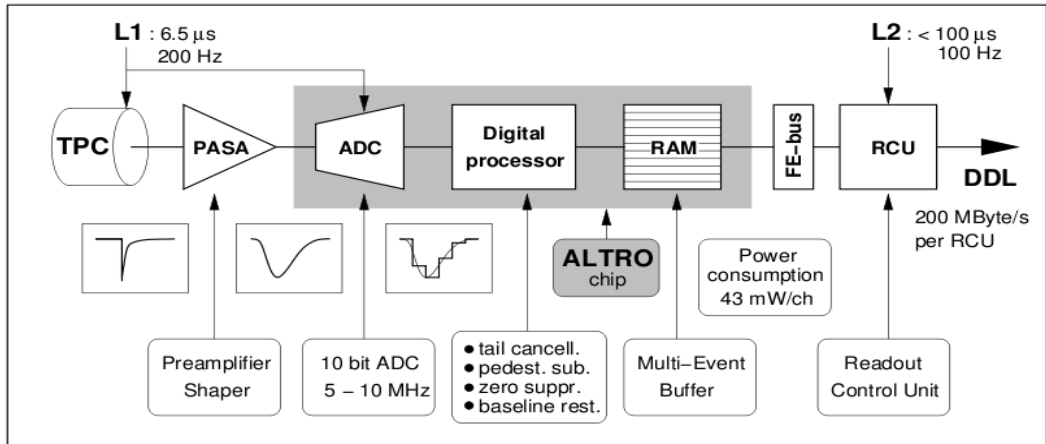 L1 : 6.5 μs
200 Hz
L2 : < 100 μs
100 Hz
TPC
PASA
ADC
Digital
processor
RAM
FE-bus
RCU
DDL
200 MByte/s
per RCU
ALTRO
chip
Power
consumption
43 mW/ch
Preamplifier
Shaper
10 bit ADC
5 – 10 MHz
● tail cancell.
● pedest. sub.
● zero suppr.
● baseline rest.
Multi–Event
Buffer
Readout
Control Unit